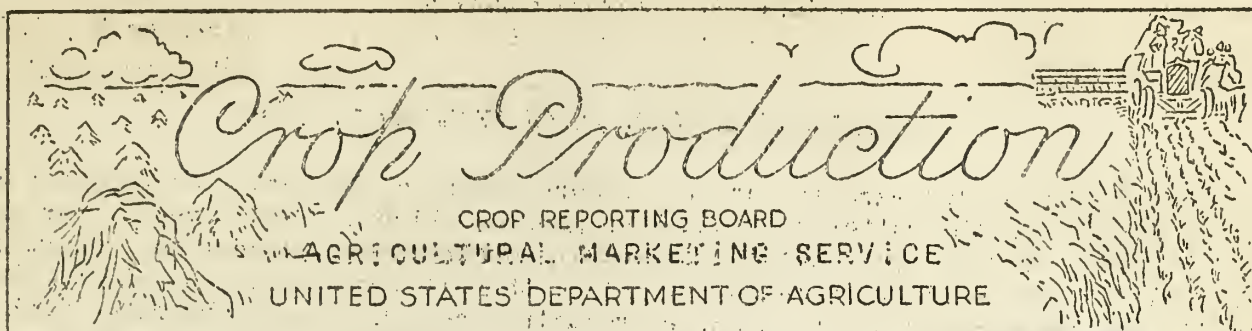 Crop Production
CROP REPORTING BOARD
AGRICULTURAL MARKETING SERVICE
UNITED STATES DEPARTMENT OF AGRICULTURE